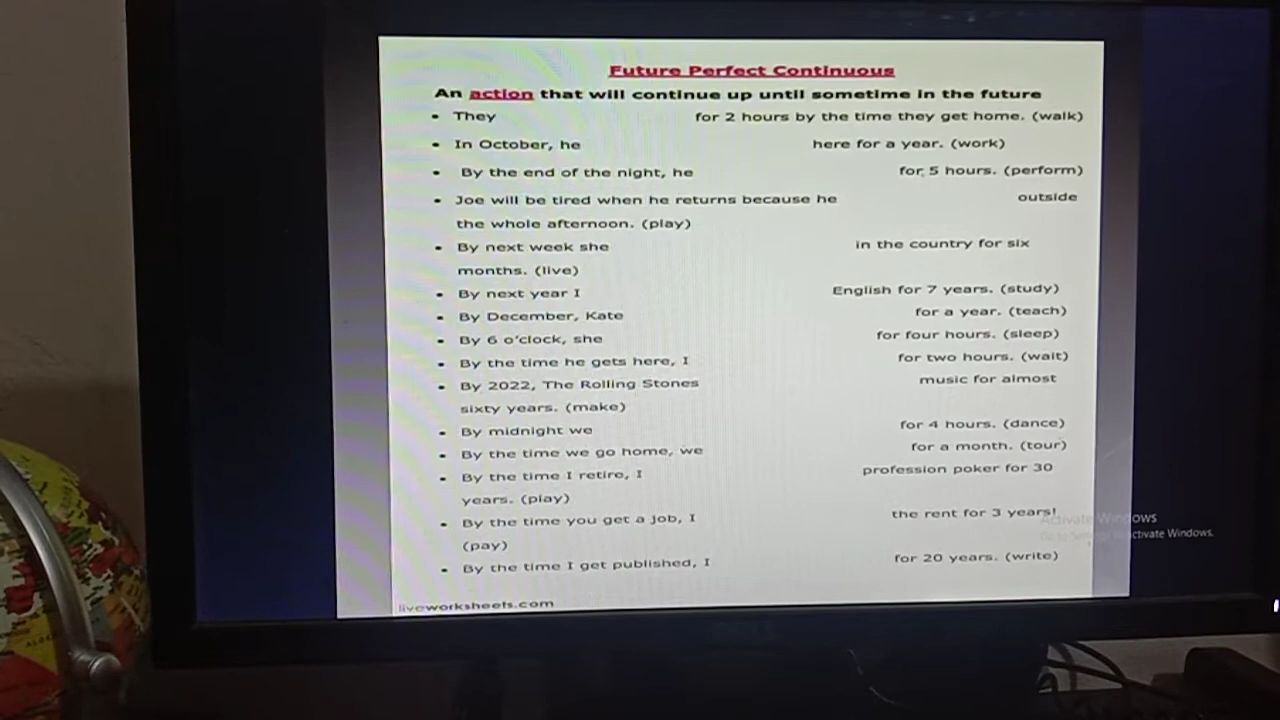 Future Perfect Continuous
An action that will continue up until sometime in the future
• They for 2 hours by the time they get home. (walk)
• In October, he here for a year. (work)
• By the end of the night, he for 5 hours. (perform)
• Joe will be tired when he returns because he outside
the whole afternoon. (play)
• By next week she in the country for six
months. (live)
• By next year I English for 7 years. (study)
• By December, Kate for a year. (teach)
• By 6 o'clock, she for four hours. (sleep)
• By the time he gets here, I for two hours. (wait)
• By 2022, The Rolling Stones music for almost
sixty years. (make)
• By midnight we for 4 hours. (dance)
• By the time we go home, we for a month. (tour)
• By the time I retire, I profession poker for 30
years. (play)
• By the time you get a job, I the rent for 3 years!
(pay)
• By the time I get published, I for 20 years. (write)
liveworksheets.com
Activate Windows
Go to Settings to activate Windows.